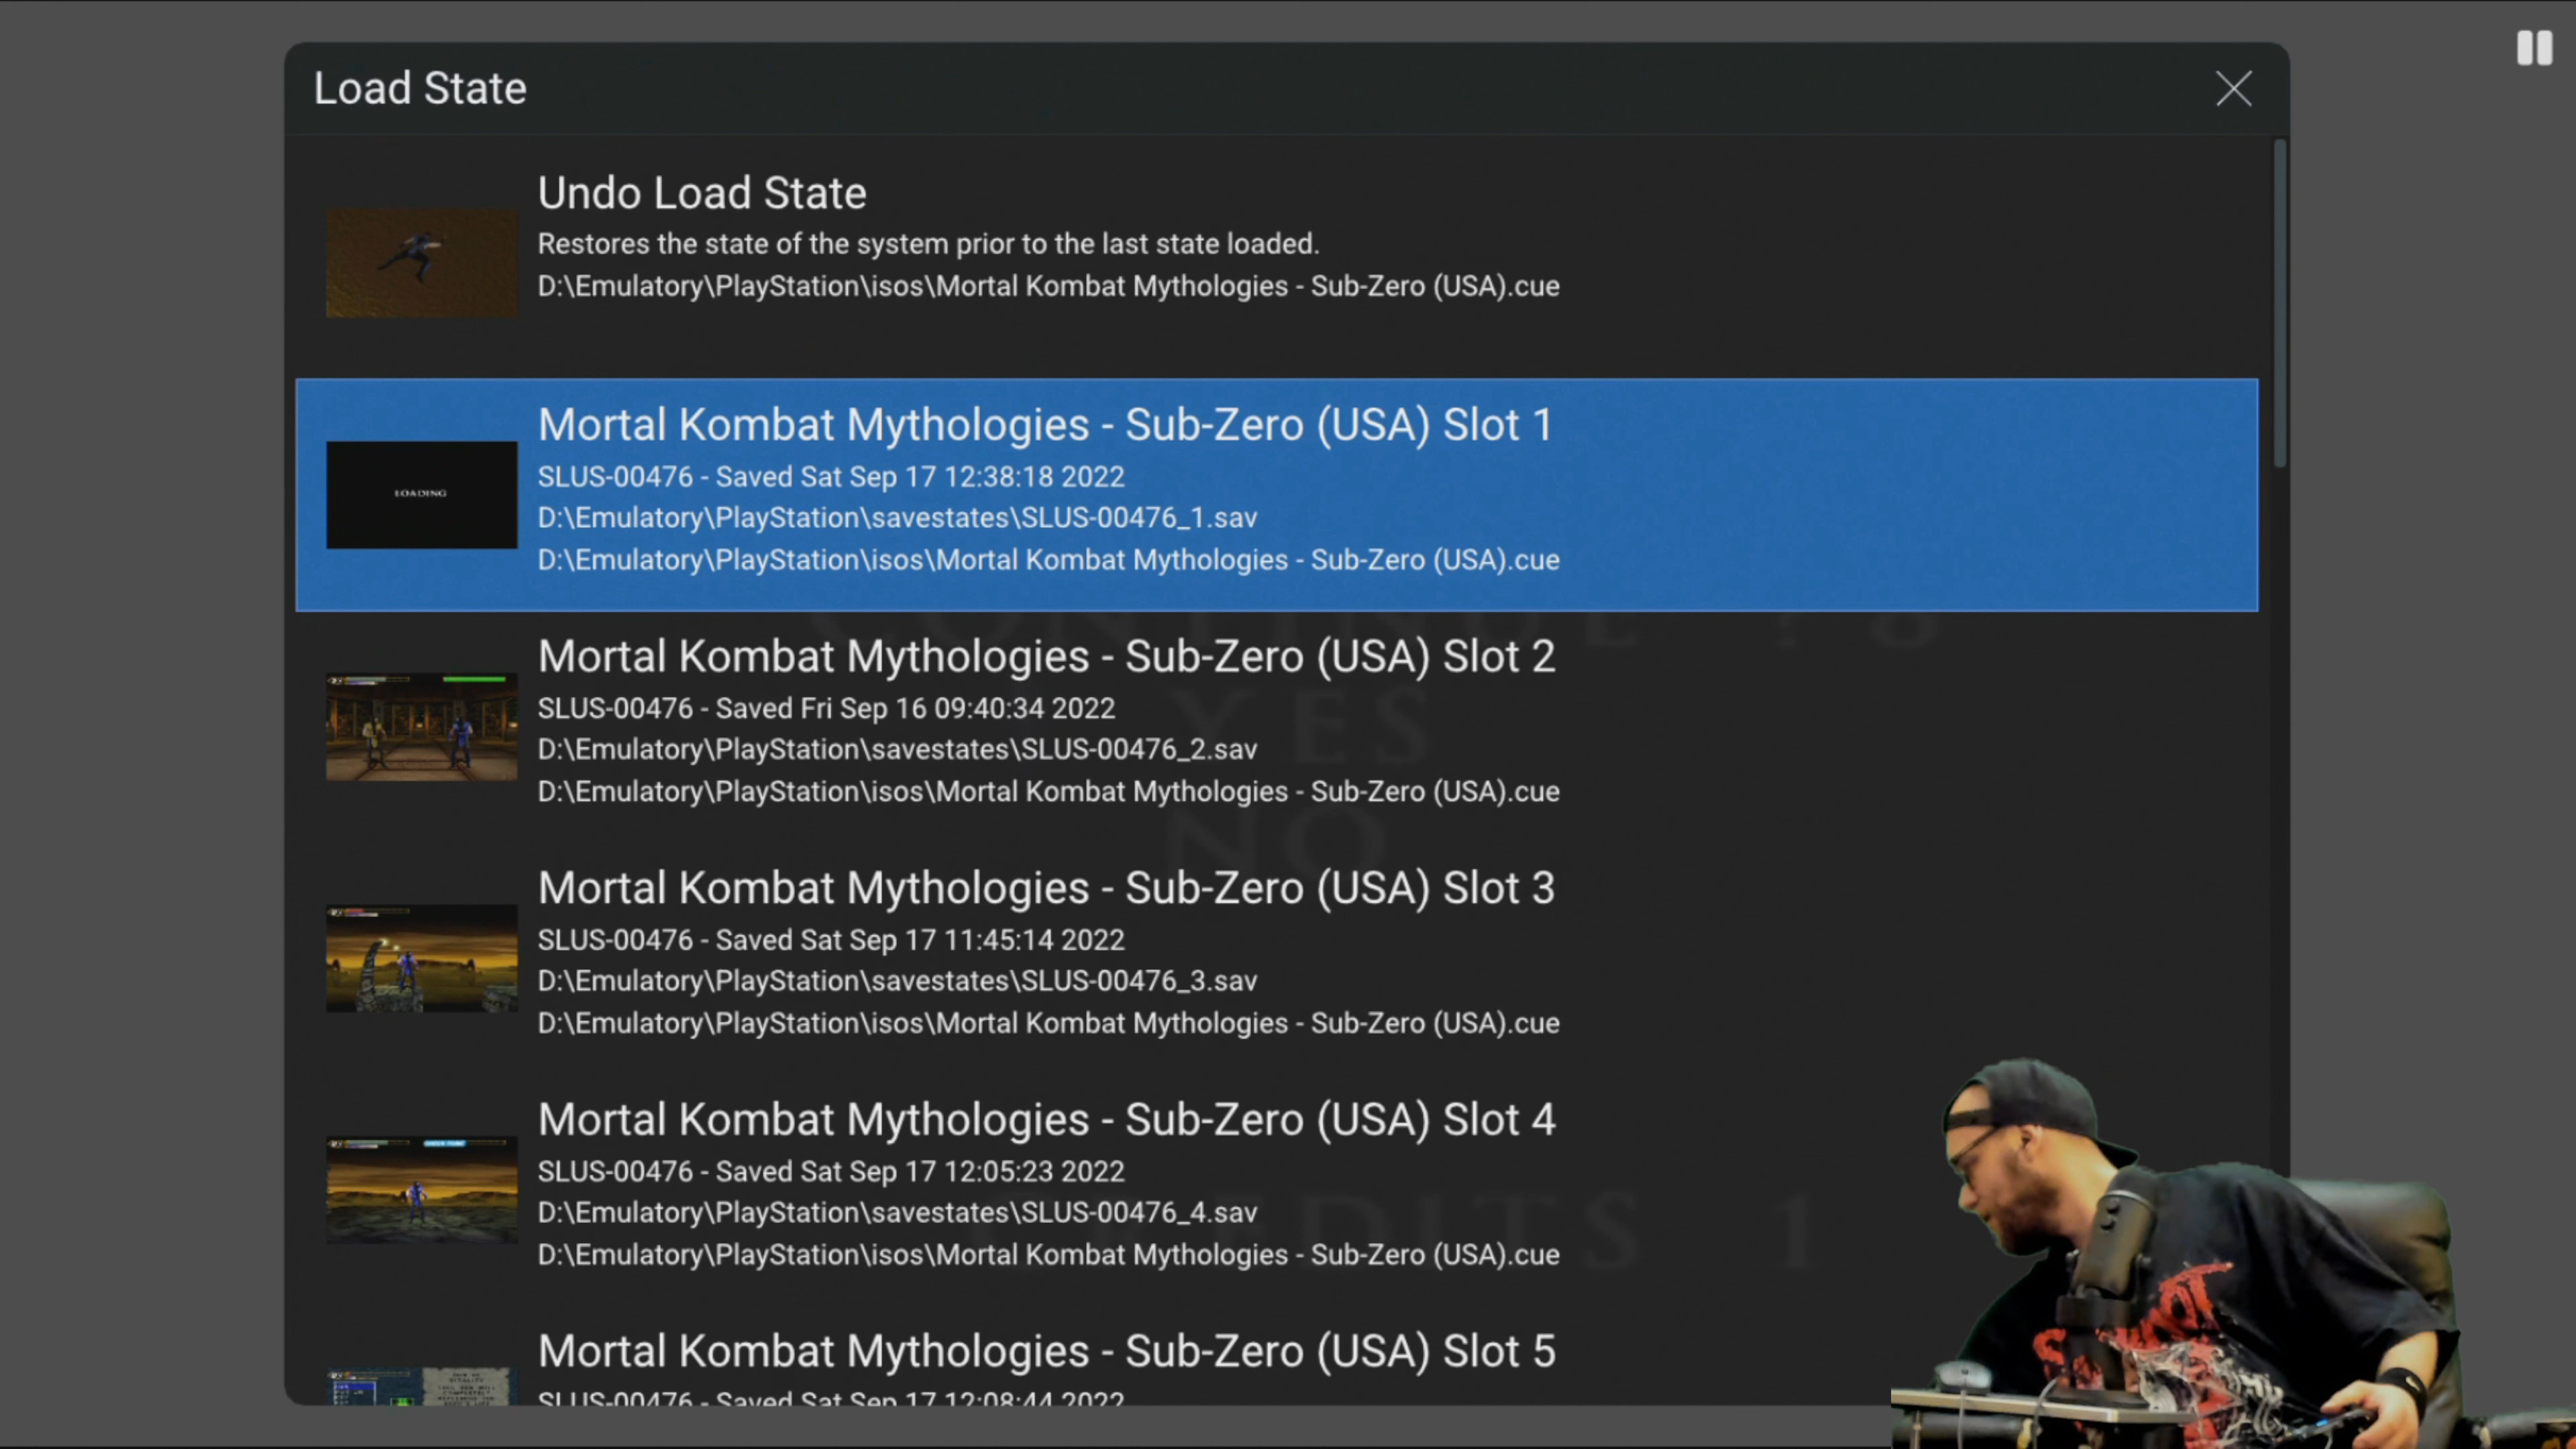 Load State
Undo Load State
Restores the state of the system prior to the last state loaded.
D:\Emulatory\PlayStation\isos\Mortal Kombat Mythologies - Sub-Zero (USA).cue
Mortal Kombat Mythologies - Sub-Zero (USA) Slot 1
LOADING
SLUS-00476 - Saved Sat Sep 17 12:38:18 2022
D:\Emulatory\PlayStation\savestates\SLUS-00476_1.sav
D:\Emulatory\PlayStation\isos\Mortal Kombat Mythologies - Sub-Zero (USA).cue
CONTINUE ? 8
Mortal Kombat Mythologies - Sub-Zero (USA) Slot 2
SLUS-00476 - Saved Fri Sep 16 09:40:34 2022
YES
D:\Emulatory\PlayStation\savestates\SLUS-00476_2.sav
D:\Emulatory\PlayStation\isos\Mortal Kombat Mythologies - Sub-Zero (USA).cue
NO
Mortal Kombat Mythologies - Sub-Zero (USA) Slot 3
SLUS-00476 - Saved Sat Sep 17 11:45:14 2022
D:\Emulatory\PlayStation\savestates\SLUS-00476_3.sav
D:\Emulatory\PlayStation\isos\Mortal Kombat Mythologies - Sub-Zero (USA).cue
Mortal Kombat Mythologies - Sub-Zero (USA) Slot 4
SLUS-00476 - Saved Sat Sep 17 12:05:23 2022
D:\Emulatory\PlayStation\savestates\SLUS-00476_4.sav
CREDITS 1
D:\Emulatory\PlayStation\isos\Mortal Kombat Mythologies - Sub-Zero (USA).cue
Mortal Kombat Mythologies - Sub-Zero (USA) Slot 5
SLUS-00476 - Saved Sat Sep 17 12:08:44 2022